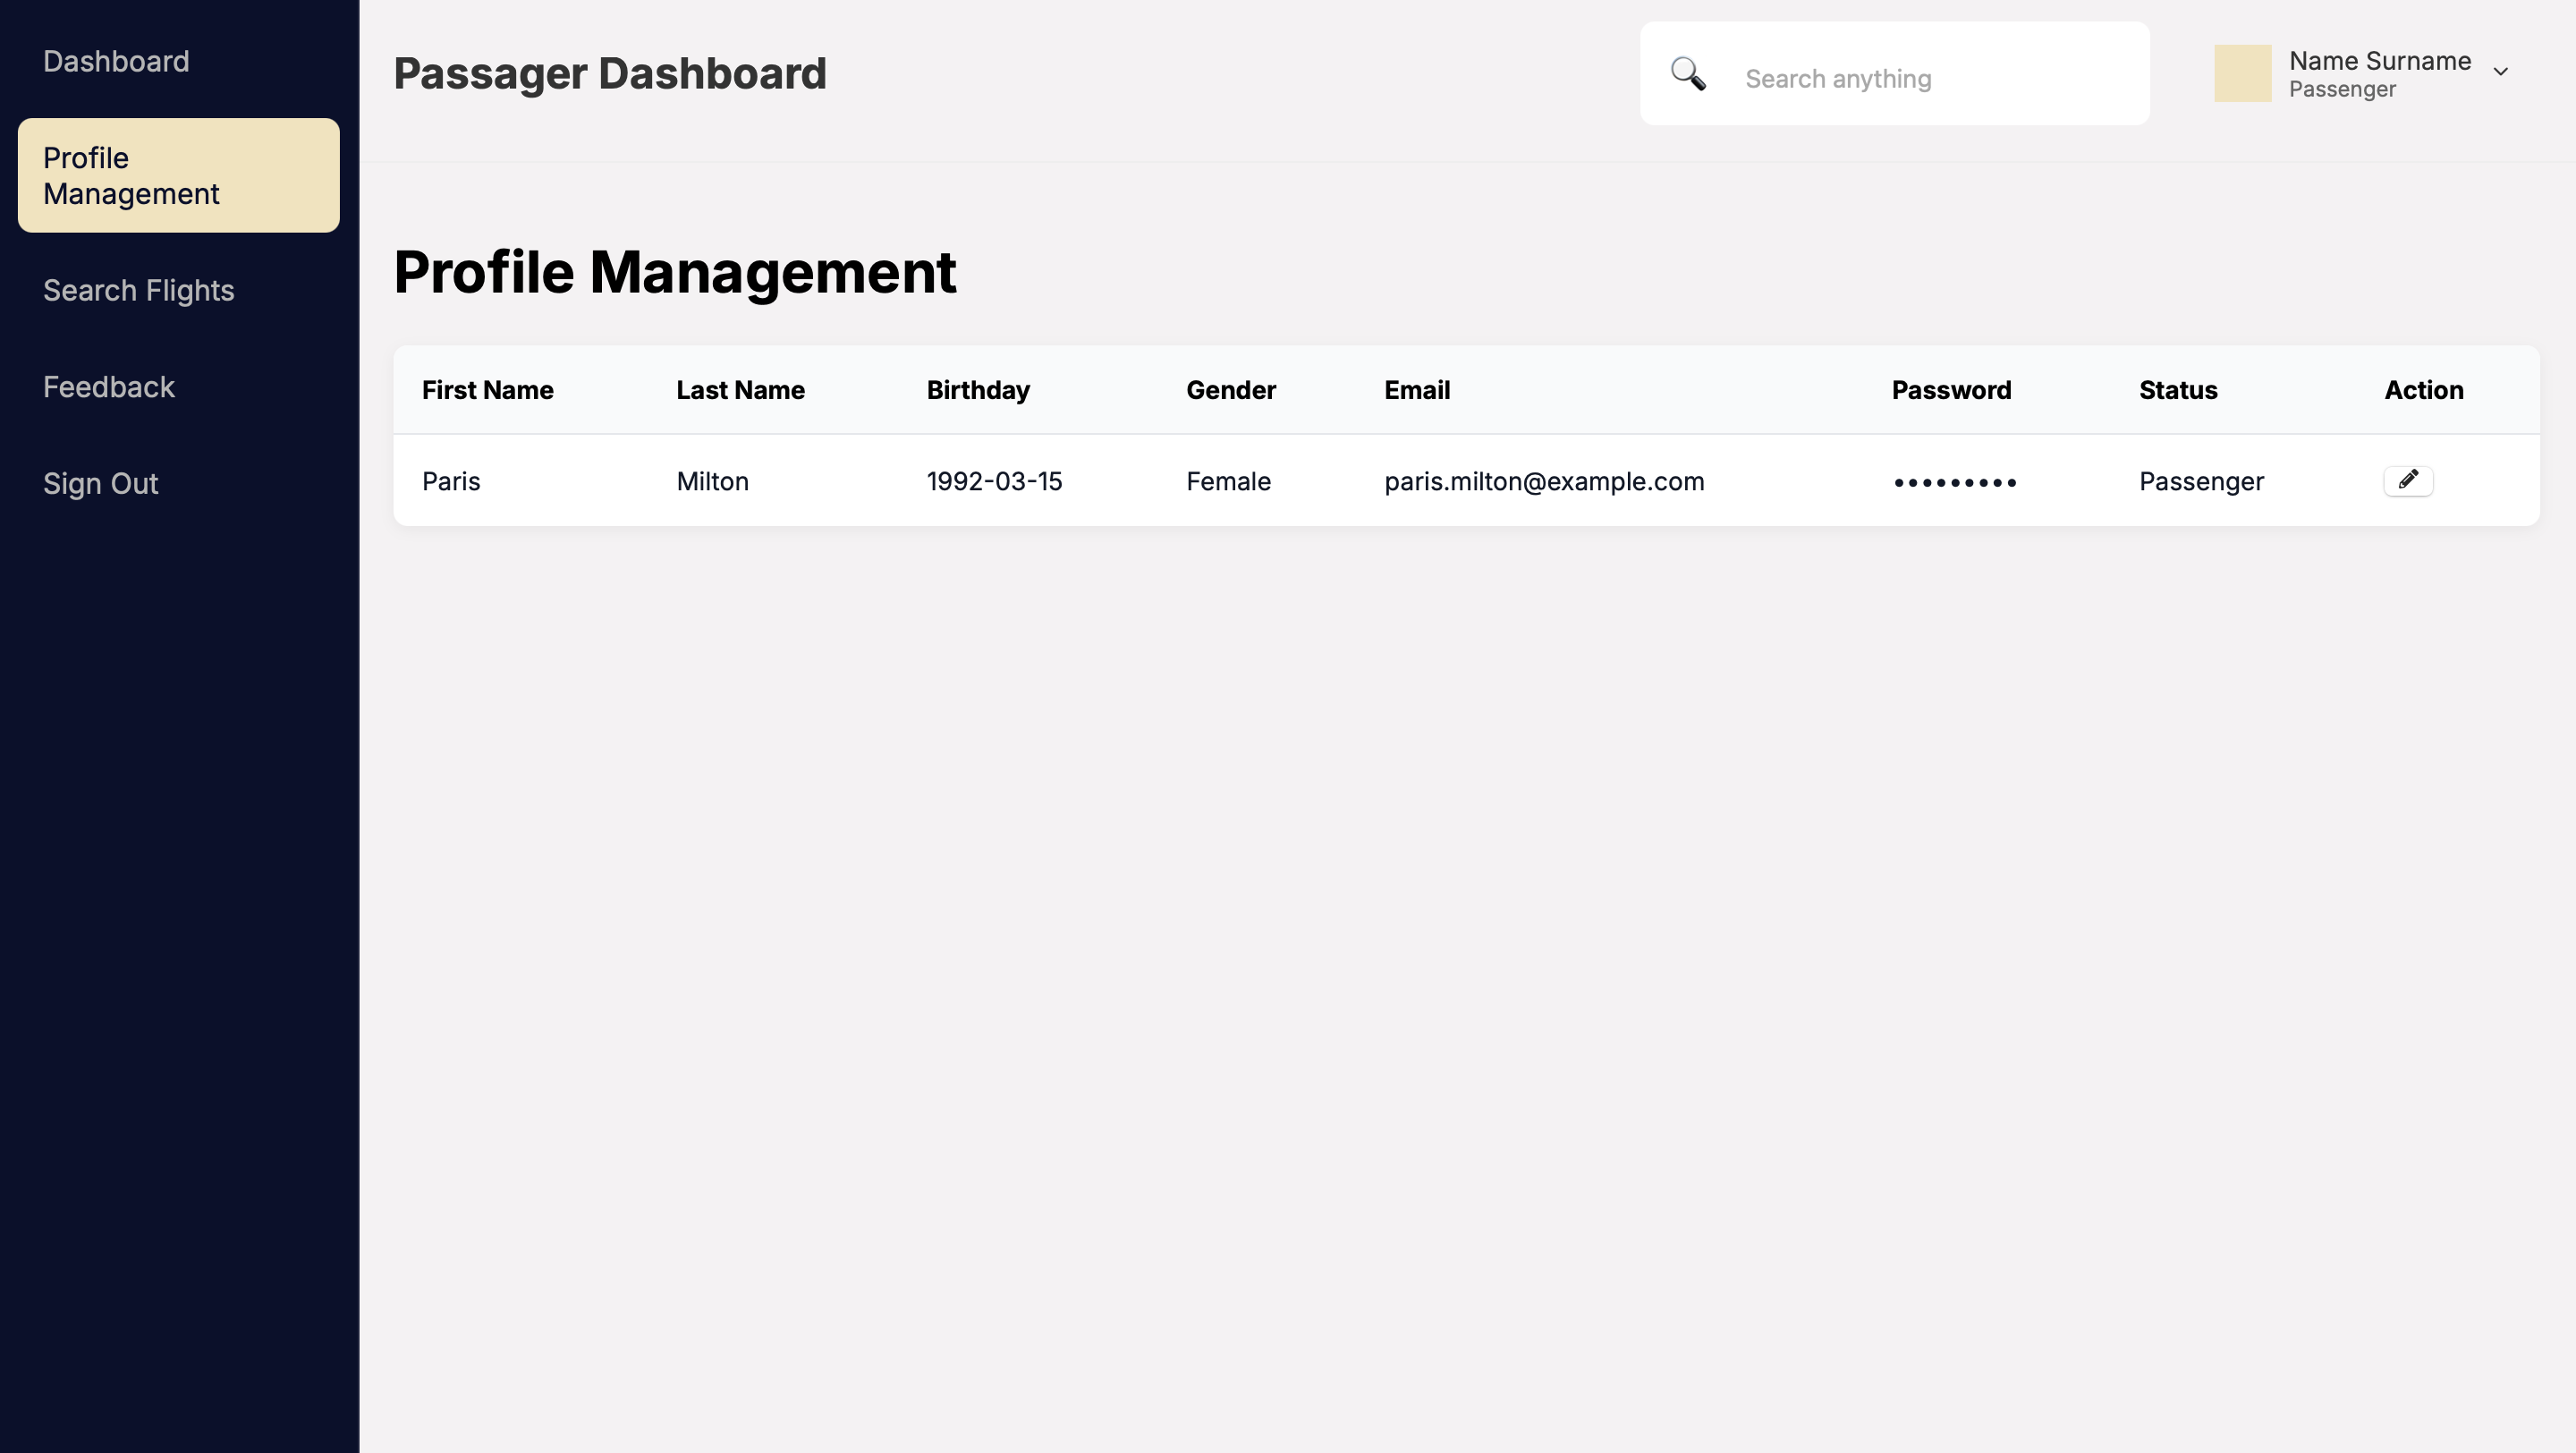 Dashboard
Profile
Management
Search Flights
Feedback
Sign Out
Passager Dashboard
Search anything
Name Surname
Passenger
Profile Management
First Name Last Name Birthday Gender Email Password Status Action
Paris Milton 1992-03-15 Female paris.milton@example.com ••••••••• Passenger